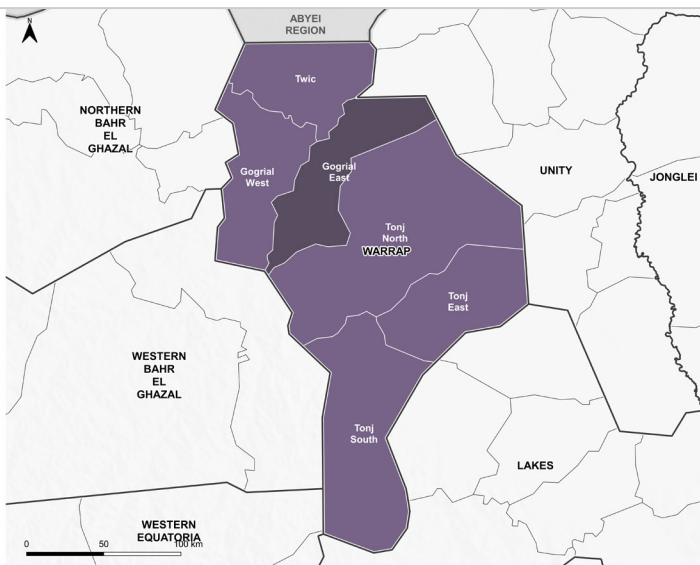 N
ABYEI
REGION
Twic
NORTHERN
BAHR
EL
GHAZAL
Gogrial
West
Gogrial
East
UNITY
JONGLEI
Tonj
North
WARRAP
Tonj
East
WESTERN
BAHR
EL
GHAZAL
Tonj
South
LAKES
WESTERN
EQUATORIA
0 50 100 km